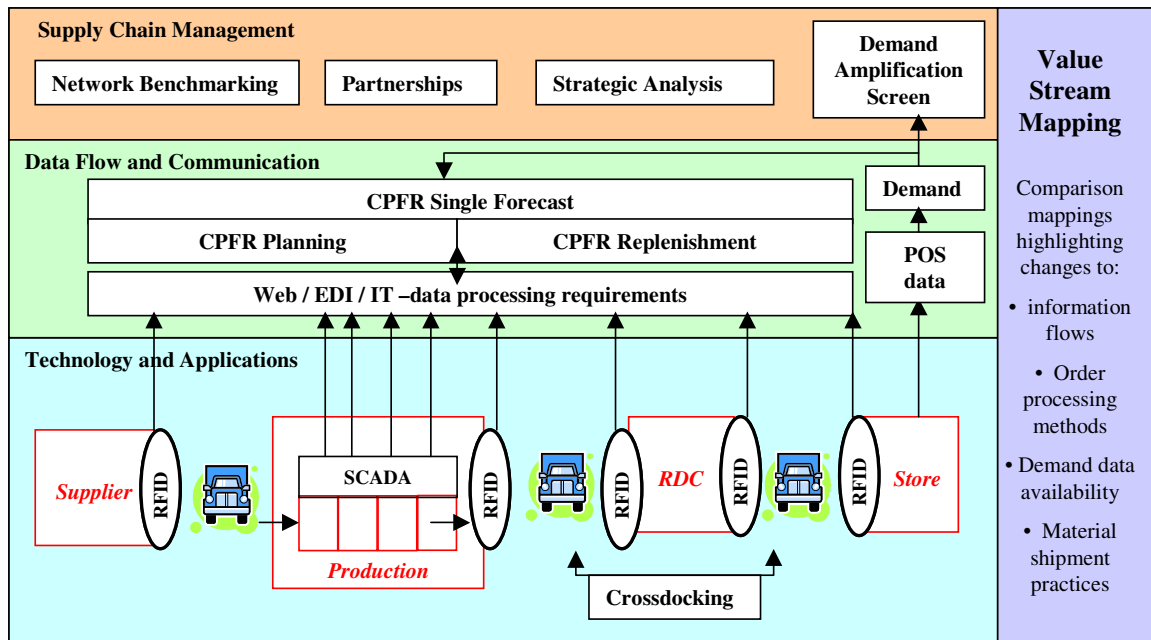 Supply Chain Management
Network Benchmarking
Partnerships
Strategic Analysis
Demand
Amplification
Screen
Data Flow and Communication
CPFR Single Forecast
CPFR Planning
CPFR Replenishment
Web / EDI / IT –data processing requirements
Demand
POS
data
Technology and Applications
Supplier
RFID
SCADA
Production
RFID
RFID
RDC
RFID
RFID
Store
Crossdocking
Value
Stream
Mapping
Comparison
mappings
highlighting
changes to:
• information
flows
• Order
processing
methods
• Demand data
availability
• Material
shipment
practices